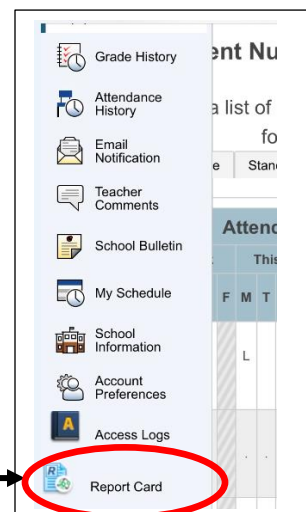 Grade History
ent Nu
Attendance
History
a list of
fo
Email
Notification
e Stan
Teacher
Comments
Attend
School Bulletin
This
My Schedule
F M T
School
Information
L
Account
Preferences
A
Access Logs
. .
R
Report Card